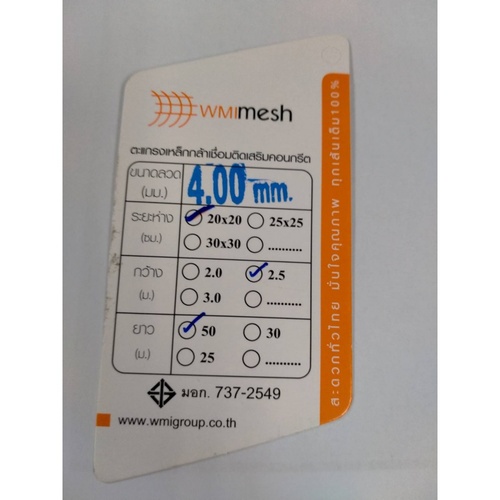 WMImesh
ตะแกรงเหล็กกล้าเชื่อมติดเสริมคอนกรีต
ขนาดลวด (มม.) 4.00 mm.
ระยะห่าง (ซม.) 20x20 25x25
30x30 ..........
กว้าง (ม.) 2.0 2.5
3.0 ..........
ยาว (ม.) 50 30
25 ..........
มอก. 737-2549
www.wmigroup.co.th
สะดวกทั่วไทย มั่นใจคุณภาพ ทุกเส้นเต็ม100%